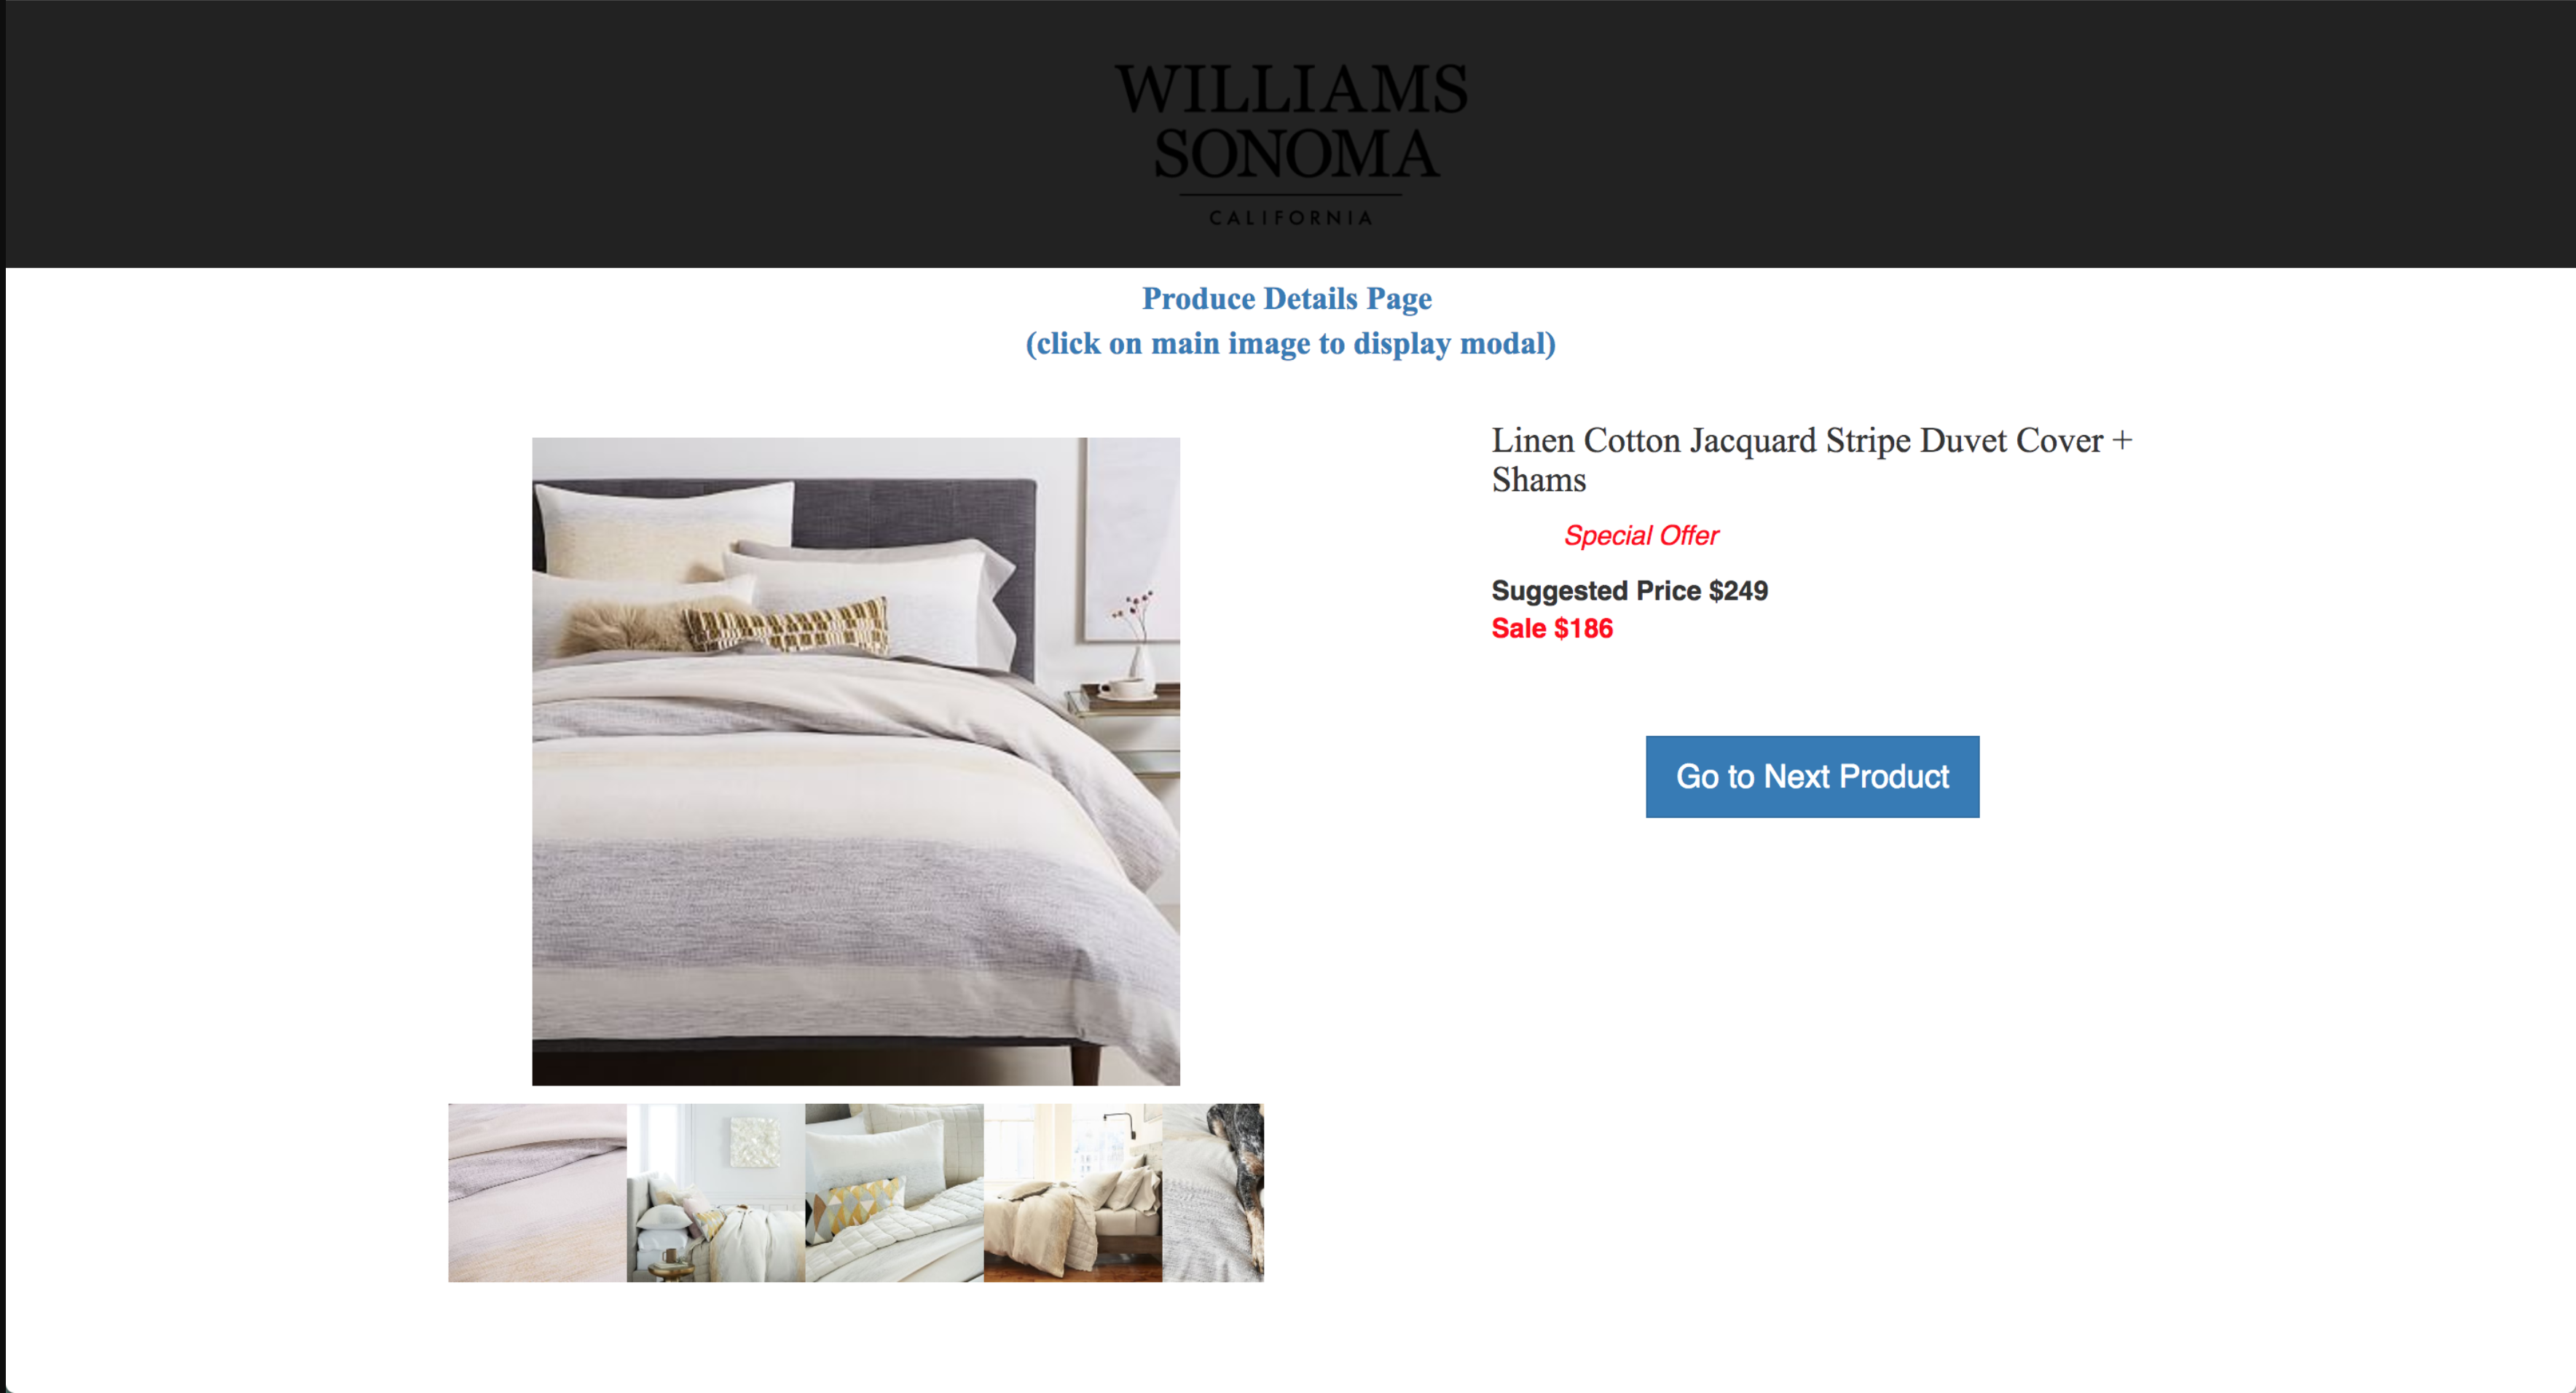 WILLIAMS
SONOMA
CALIFORNIA
Produce Details Page
(click on main image to display modal)
Linen Cotton Jacquard Stripe Duvet Cover +
Shams
Special Offer
Suggested Price $249
Sale $186
Go to Next Product